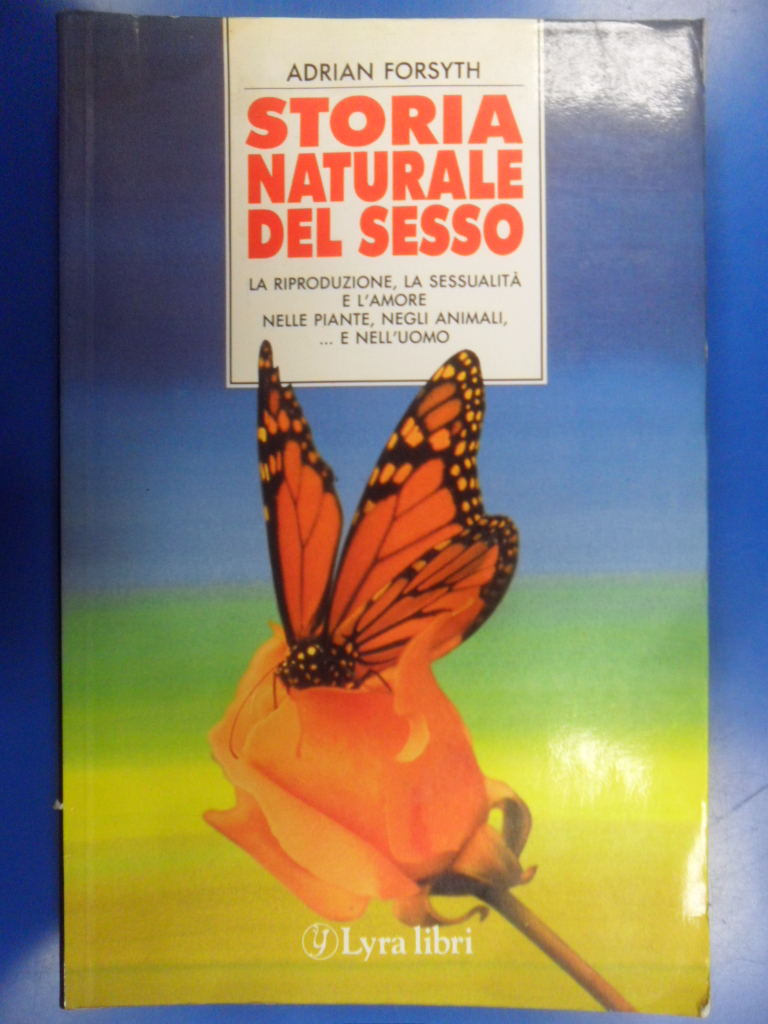 ADRIAN FORSYTH
STORIA
NATURALE
DEL SESSO
LA RIPRODUZIONE, LA SESSUALITÀ
E L'AMORE
NELLE PIANTE, NEGLI ANIMALI,
... E NELL'UOMO
Lyra libri